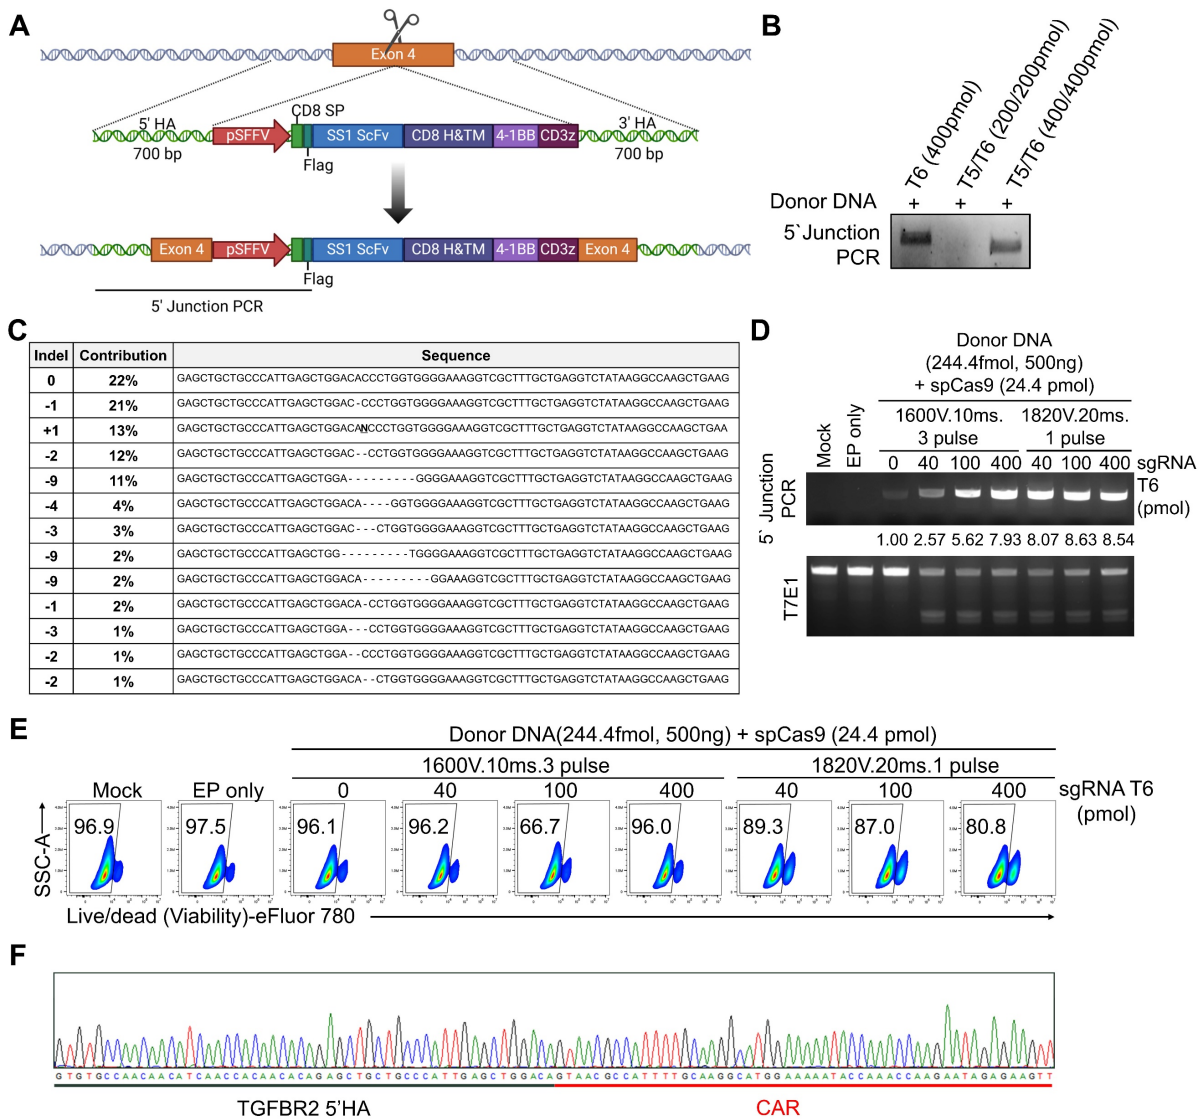 A
Exon 4
CD8 SP
5' HA
3' HA
pSFFV
SS1 ScFv
CD8 H&TM
4-1BB
CD3z
700 bp
Flag
700 bp
Exon 4
pSFFV
SS1 ScFv
CD8 H&TM
4-1BB
CD3z
Exon 4
Flag
5' Junction PCR
B
T6 (400pmol)
T5/T6 (200/200pmol)
T5/T6 (400/400pmol)
Donor DNA + + +
5`Junction
PCR
C
Indel Contribution Sequence
0 22% GAGCTGCTGCCCATTGAGCTGGACACCCTGGTGGGGAAAGGTCGCTTTGCTGAGGTCTATAAGGCCAAGCTGAAG
-1 21% GAGCTGCTGCCCATTGAGCTGGAC-CCCTGGTGGGGAAAGGTCGCTTTGCTGAGGTCTATAAGGCCAAGCTGAAG
+1 13% GAGCTGCTGCCCATTGAGCTGGACANCCCTGGTGGGGAAAGGTCGCTTTGCTGAGGTCTATAAGGCCAAGCTGAA
-2 12% GAGCTGCTGCCCATTGAGCTGGAC--CCTGGTGGGGAAAGGTCGCTTTGCTGAGGTCTATAAGGCCAAGCTGAAG
-9 11% GAGCTGCTGCCCATTGAGCTGGA---------GGGGAAAGGTCGCTTTGCTGAGGTCTATAAGGCCAAGCTGAAG
-4 4% GAGCTGCTGCCCATTGAGCTGGACA----GGTGGGGAAAGGTCGCTTTGCTGAGGTCTATAAGGCCAAGCTGAAG
-3 3% GAGCTGCTGCCCATTGAGCTGGAC---CTGGTGGGGAAAGGTCGCTTTGCTGAGGTCTATAAGGCCAAGCTGAAG
-9 2% GAGCTGCTGCCCATTGAGCTGG---------TGGGGAAAGGTCGCTTTGCTGAGGTCTATAAGGCCAAGCTGAAG
-9 2% GAGCTGCTGCCCATTGAGCTGGACA---------GGAAAGGTCGCTTTGCTGAGGTCTATAAGGCCAAGCTGAAG
-1 2% GAGCTGCTGCCCATTGAGCTGGACA-CCTGGTGGGGAAAGGTCGCTTTGCTGAGGTCTATAAGGCCAAGCTGAAG
-3 1% GAGCTGCTGCCCATTGAGCTGGA---CCTGGTGGGGAAAGGTCGCTTTGCTGAGGTCTATAAGGCCAAGCTGAAG
-2 1% GAGCTGCTGCCCATTGAGCTGGA--CCCTGGTGGGGAAAGGTCGCTTTGCTGAGGTCTATAAGGCCAAGCTGAAG
-2 1% GAGCTGCTGCCCATTGAGCTGGACA--CTGGTGGGGAAAGGTCGCTTTGCTGAGGTCTATAAGGCCAAGCTGAAG
D
Donor DNA
(244.4fmol, 500ng)
+ spCas9 (24.4 pmol)
1600V.10ms. 1820V.20ms.
3 pulse 1 pulse
Mock EP only 0 40 100 400 40 100 400 sgRNA
T6
(pmol)
5` Junction
PCR
1.00 2.57 5.62 7.93 8.07 8.63 8.54
T7E1
E
Donor DNA(244.4fmol, 500ng) + spCas9 (24.4 pmol)
1600V.10ms.3 pulse 1820V.20ms.1 pulse
Mock EP only 0 40 100 400 40 100 400 sgRNA T6
(pmol)
96.9 97.5 96.1 96.2 66.7 96.0 89.3 87.0 80.8
SSC-A
Live/dead (Viability)-eFluor 780
F
GTGTGCCAACAACATCAACCACAACACAGAGCTGCTGCCCATTGAGCTGGACAGTAACGCCATTTTGCAAGGCATGGAAAAATACCAAACCAAGAATAGAGAAGTT
TGFBR2 5'HA
CAR